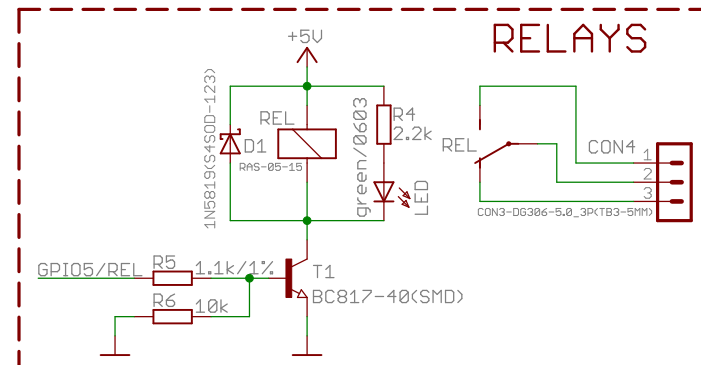 RELAYS
+5V
1N5819(S4SOD-123)
D1
REL
RAS-05-15
green/0603
R4
2.2k
LED
REL
CON4
1
2
3
CON3-DG306-5.0_3P(TB3-5MM)
GPIO5/REL
R5
1.1k/1%
T1
BC817-40(SMD)
R6
10k